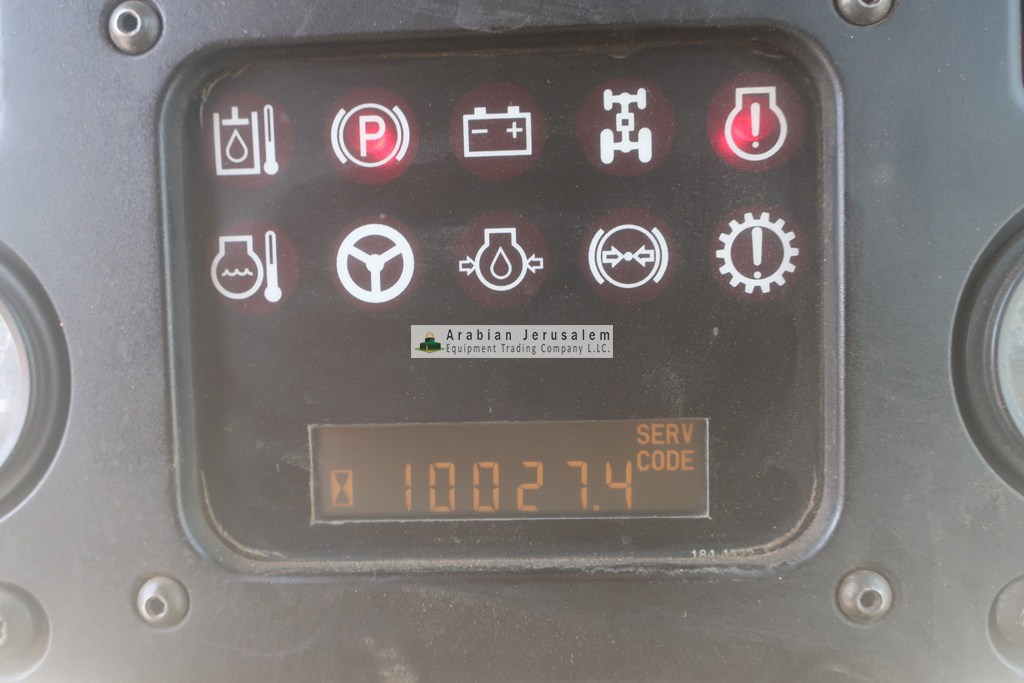 P
Arabian Jerusalem
Equipment Trading Company L.L.C.
SERV
CODE
10027.4